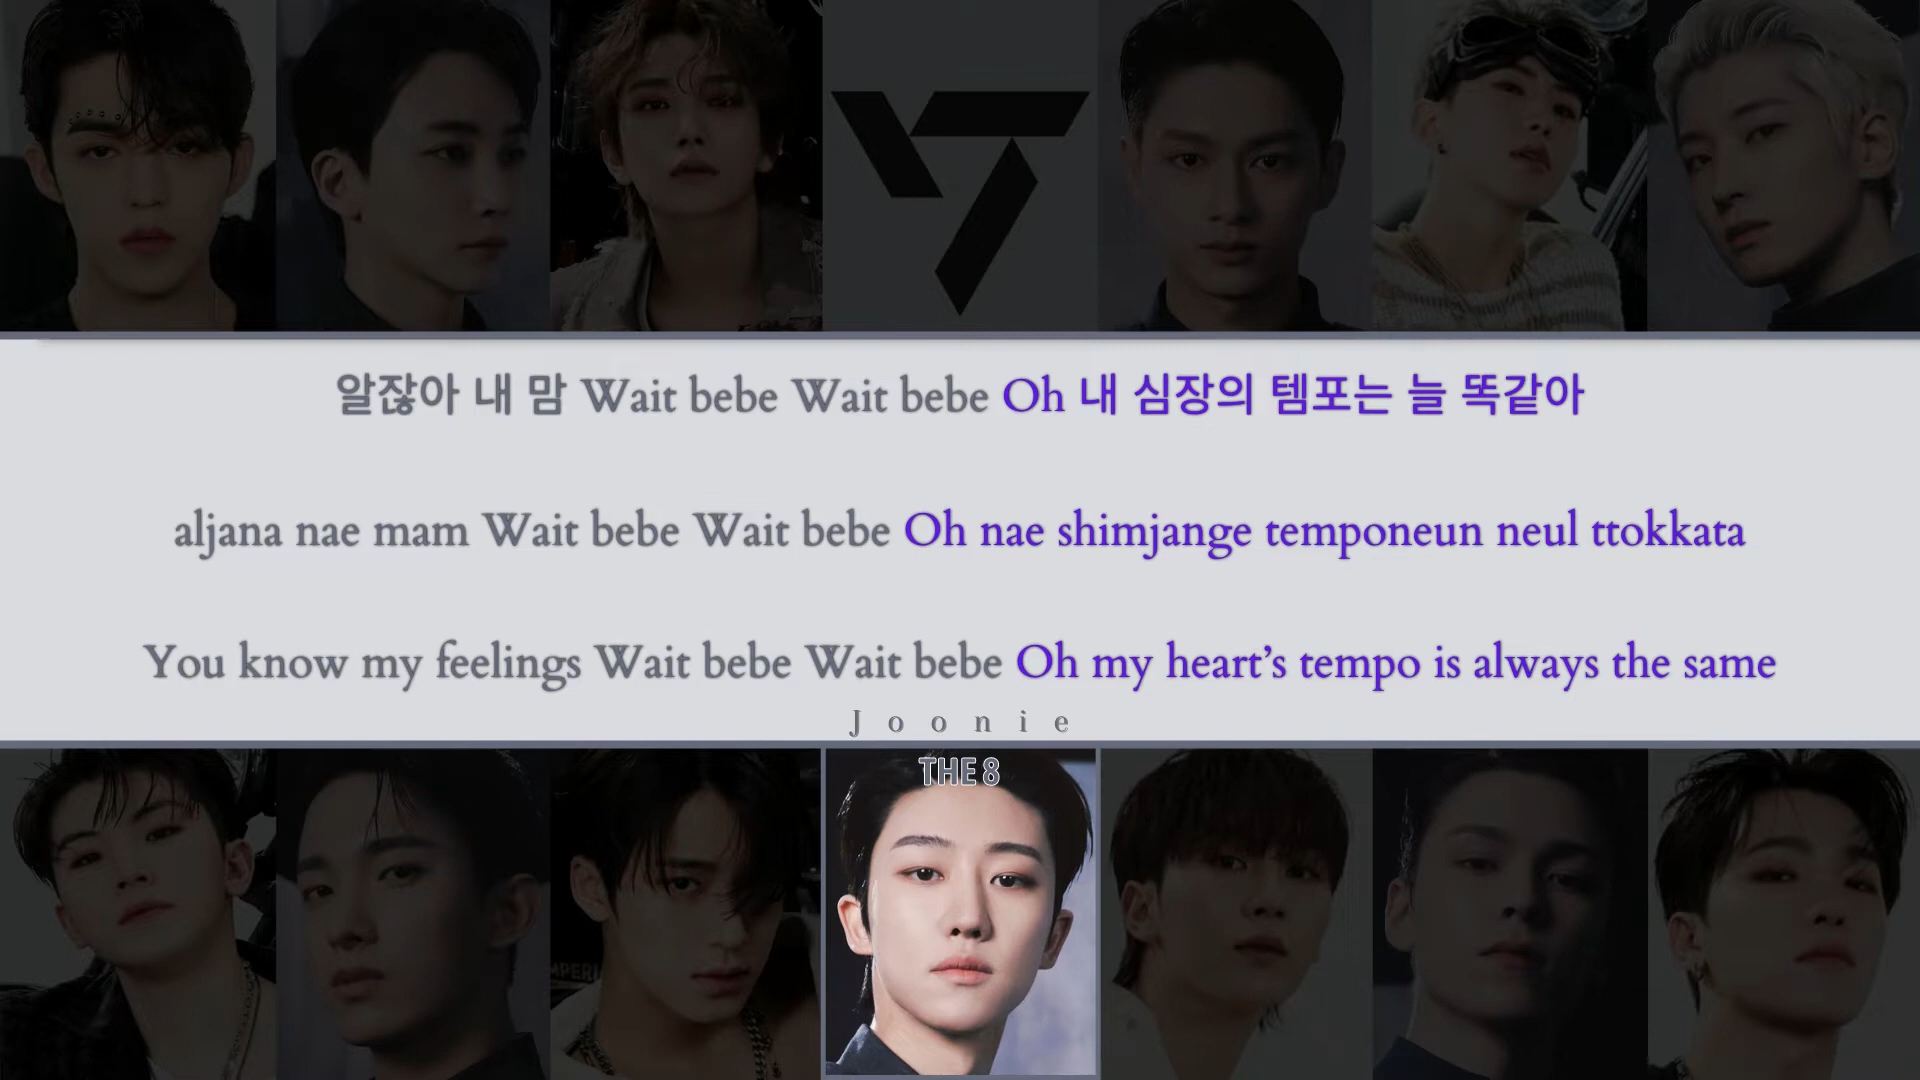 알잖아 내 맘 Wait bebe Wait bebe Oh 내 심장의 템포는 늘 똑같아
aljana nae mam Wait bebe Wait bebe Oh nae shimjange temponeun neul ttokkata
You know my feelings Wait bebe Wait bebe Oh my heart’s tempo is always the same
Joonie
THE 8